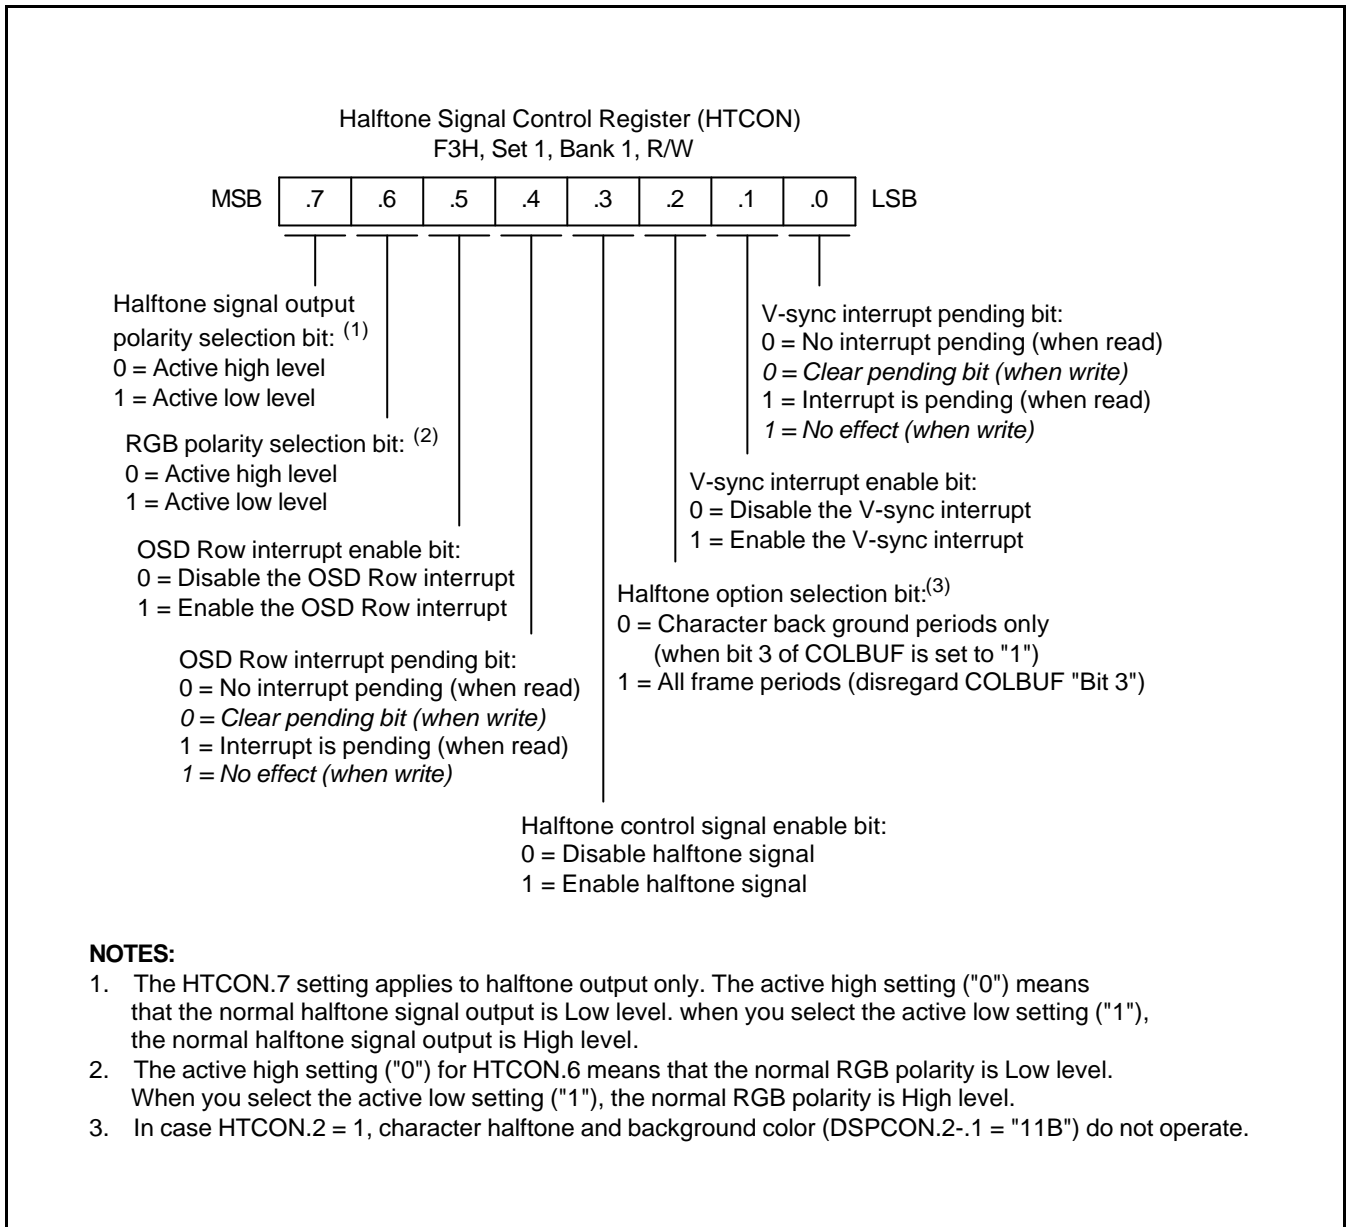 Halftone Signal Control Register (HTCON)
F3H, Set 1, Bank 1, R/W
MSB .7 .6 .5 .4 .3 .2 .1 .0 LSB
Halftone signal output
polarity selection bit: (1)
0 = Active high level
1 = Active low level
RGB polarity selection bit: (2)
0 = Active high level
1 = Active low level
OSD Row interrupt enable bit:
0 = Disable the OSD Row interrupt
1 = Enable the OSD Row interrupt
OSD Row interrupt pending bit:
0 = No interrupt pending (when read)
0 = Clear pending bit (when write)
1 = Interrupt is pending (when read)
1 = No effect (when write)
Halftone control signal enable bit:
0 = Disable halftone signal
1 = Enable halftone signal
Halftone option selection bit:(3)
0 = Character back ground periods only
(when bit 3 of COLBUF is set to "1")
1 = All frame periods (disregard COLBUF "Bit 3")
V-sync interrupt enable bit:
0 = Disable the V-sync interrupt
1 = Enable the V-sync interrupt
V-sync interrupt pending bit:
0 = No interrupt pending (when read)
0 = Clear pending bit (when write)
1 = Interrupt is pending (when read)
1 = No effect (when write)
NOTES:
1. The HTCON.7 setting applies to halftone output only. The active high setting ("0") means
that the normal halftone signal output is Low level. when you select the active low setting ("1"),
the normal halftone signal output is High level.
2. The active high setting ("0") for HTCON.6 means that the normal RGB polarity is Low level.
When you select the active low setting ("1"), the normal RGB polarity is High level.
3. In case HTCON.2 = 1, character halftone and background color (DSPCON.2-.1 = "11B") do not operate.